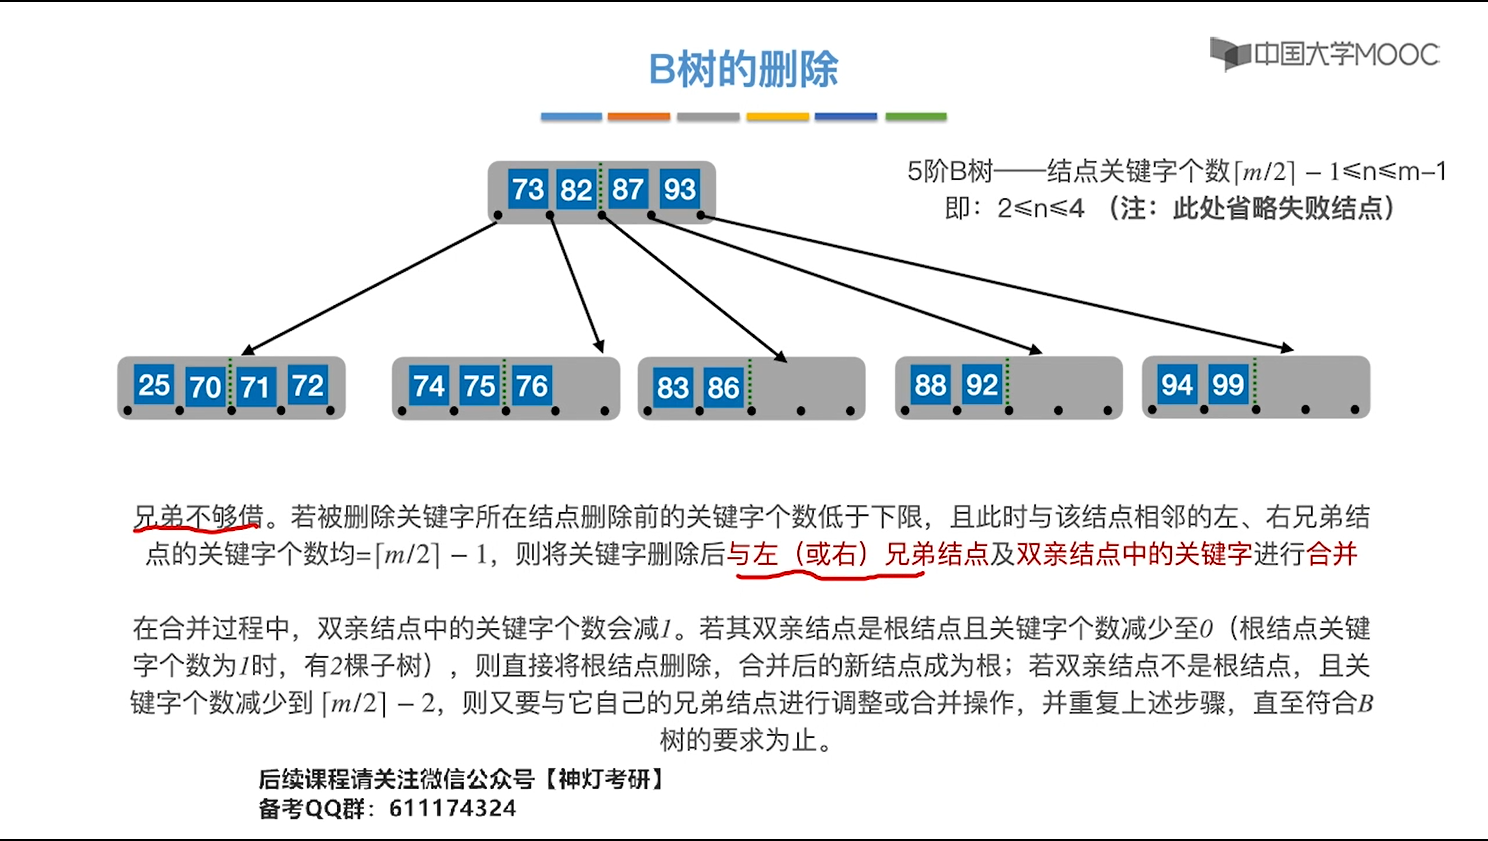 B树的删除
中国大学MOOC
5阶B树——结点关键字个数⌈m/2⌉ − 1≤n≤m-1
即：2≤n≤4 （注：此处省略失败结点）
73 82 87 93
25 70 71 72
74 75 76
83 86
88 92
94 99
兄弟不够借。若被删除关键字所在结点删除前的关键字个数低于下限，且此时与该结点相邻的左、右兄弟结
点的关键字个数均=⌈m/2⌉ − 1，则将关键字删除后与左（或右）兄弟结点及双亲结点中的关键字进行合并
在合并过程中，双亲结点中的关键字个数会减1。若其双亲结点是根结点且关键字个数减少至0（根结点关键
字个数为1时，有2棵子树），则直接将根结点删除，合并后的新结点成为根；若双亲结点不是根结点，且关
键字个数减少到 ⌈m/2⌉ − 2，则又要与它自己的兄弟结点进行调整或合并操作，并重复上述步骤，直至符合B
树的要求为止。
后续课程请关注微信公众号【神灯考研】
备考QQ群：611174324